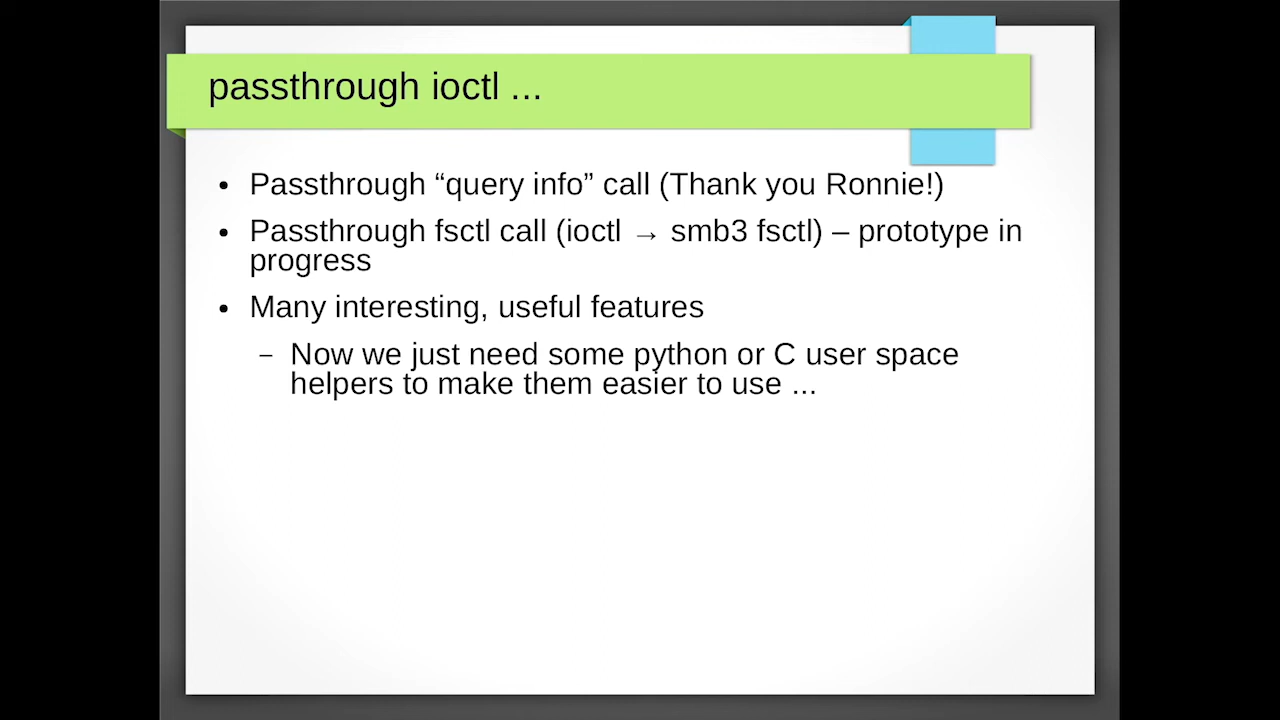 passthrough ioctl ...
• Passthrough “query info” call (Thank you Ronnie!)
• Passthrough fsctl call (ioctl → smb3 fsctl) – prototype in
progress
• Many interesting, useful features
– Now we just need some python or C user space
helpers to make them easier to use ...